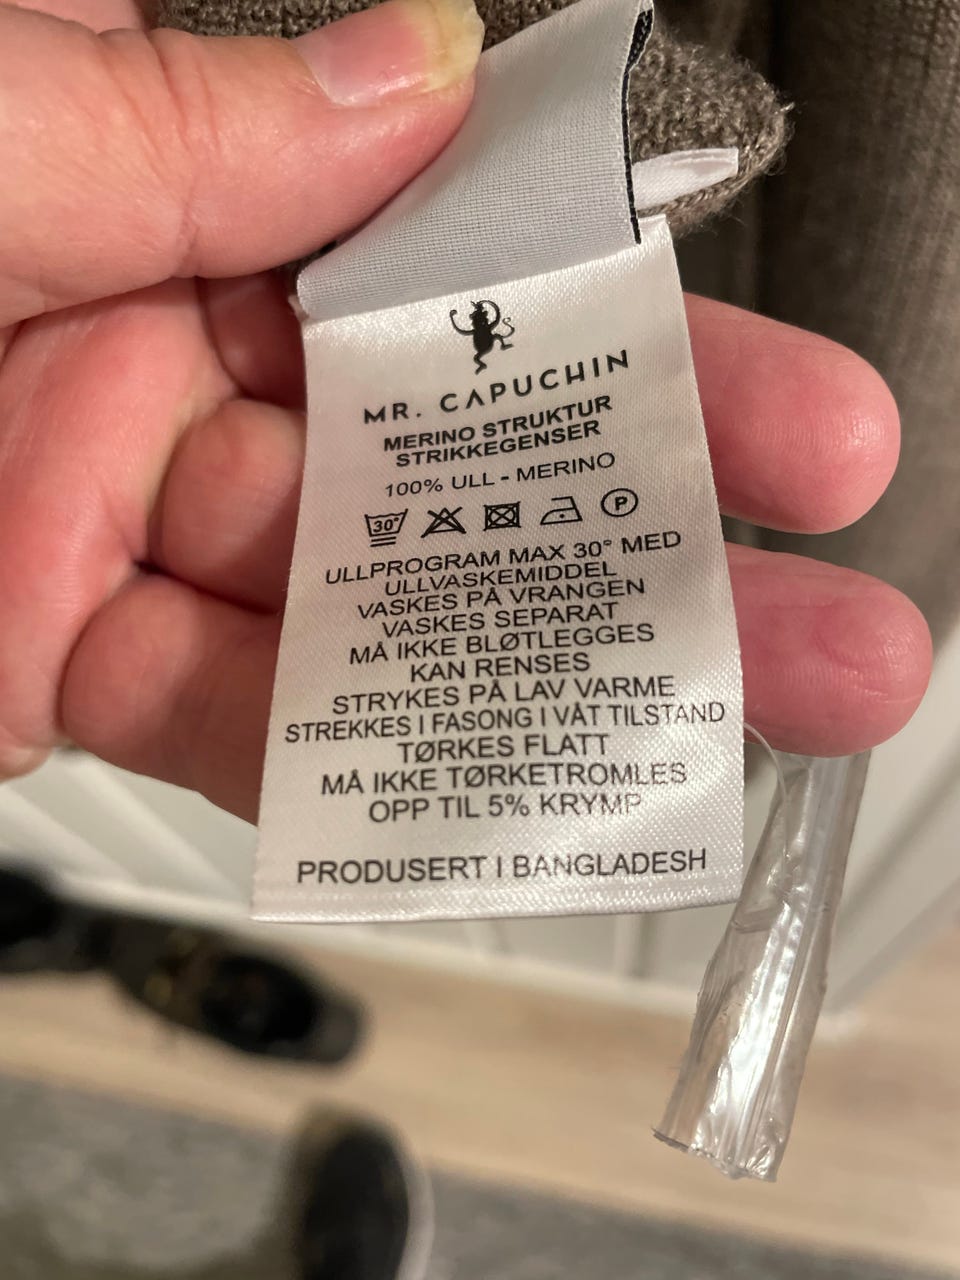 MR. CAPUCHIN
MERINO STRUKTUR
STRIKKEGENSER
100% ULL - MERINO
30° P
ULLPROGRAM MAX 30° MED
ULLVASKEMIDDEL
VASKES PÅ VRANGEN
VASKES SEPARAT
MÅ IKKE BLØTLEGGES
KAN RENSES
STRYKES PÅ LAV VARME
STREKKES I FASONG I VÅT TILSTAND
TØRKES FLATT
MÅ IKKE TØRKETROMLES
OPP TIL 5% KRYMP
PRODUSERT I BANGLADESH